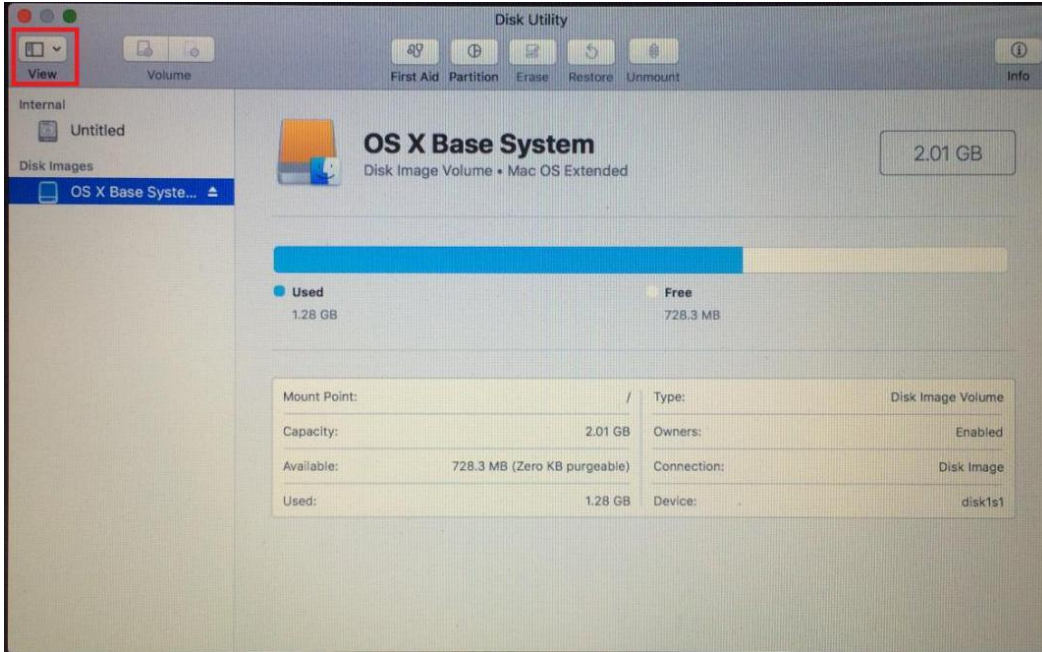 Disk Utility
View
Volume
First Aid
Partition
Erase
Restore
Unmount
Info
Internal
Untitled
Disk Images
OS X Base Syste...
OS X Base System
Disk Image Volume • Mac OS Extended
2.01 GB
Used
1.28 GB
Free
728.3 MB
Mount Point: /
Type: Disk Image Volume
Capacity: 2.01 GB
Owners: Enabled
Available: 728.3 MB (Zero KB purgeable)
Connection: Disk Image
Used: 1.28 GB
Device: disk1s1